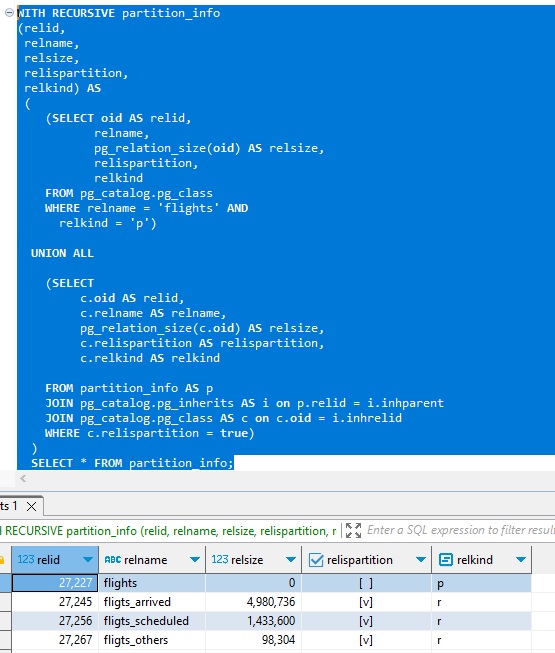 WITH RECURSIVE partition_info
(relid,
relname,
relsize,
relispartition,
relkind) AS
(
(SELECT oid AS relid,
relname,
pg_relation_size(oid) AS relsize,
relispartition,
relkind
FROM pg_catalog.pg_class
WHERE relname = 'flights' AND
relkind = 'p')
UNION ALL
(SELECT
c.oid AS relid,
c.relname AS relname,
pg_relation_size(c.oid) AS relsize,
c.relispartition AS relispartition,
c.relkind AS relkind
FROM partition_info AS p
JOIN pg_catalog.pg_inherits AS i on p.relid = i.inhparent
JOIN pg_catalog.pg_class AS c on c.oid = i.inhrelid
WHERE c.relispartition = true)
)
SELECT * FROM partition_info;
ts 1
RECURSIVE partition_info (relid, relname, relsize, relispartition, r Enter a SQL expression to filter result
123 relid ABC relname 123 relsize relispartition relkind
27,227 flights 0 [ ] p
27,245 fligts_arrived 4,980,736 [v] r
27,256 fligts_scheduled 1,433,600 [v] r
27,267 fligts_others 98,304 [v] r